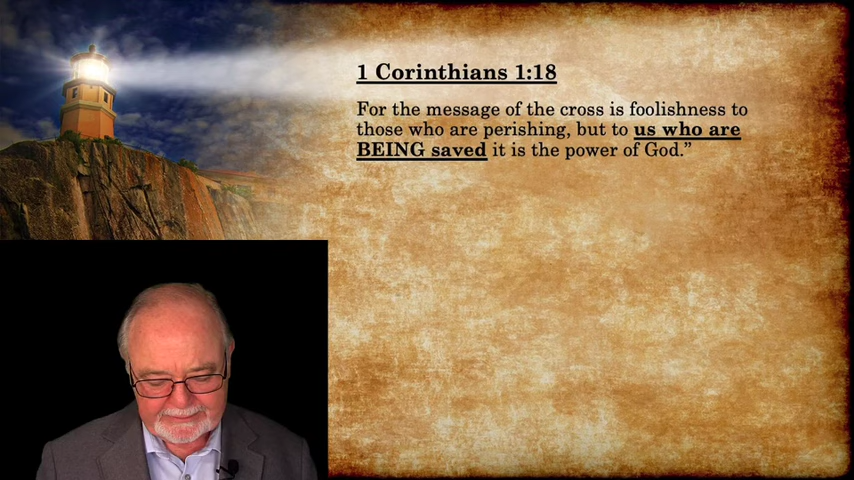 1 Corinthians 1:18
For the message of the cross is foolishness to
those who are perishing, but to us who are
BEING saved it is the power of God.”